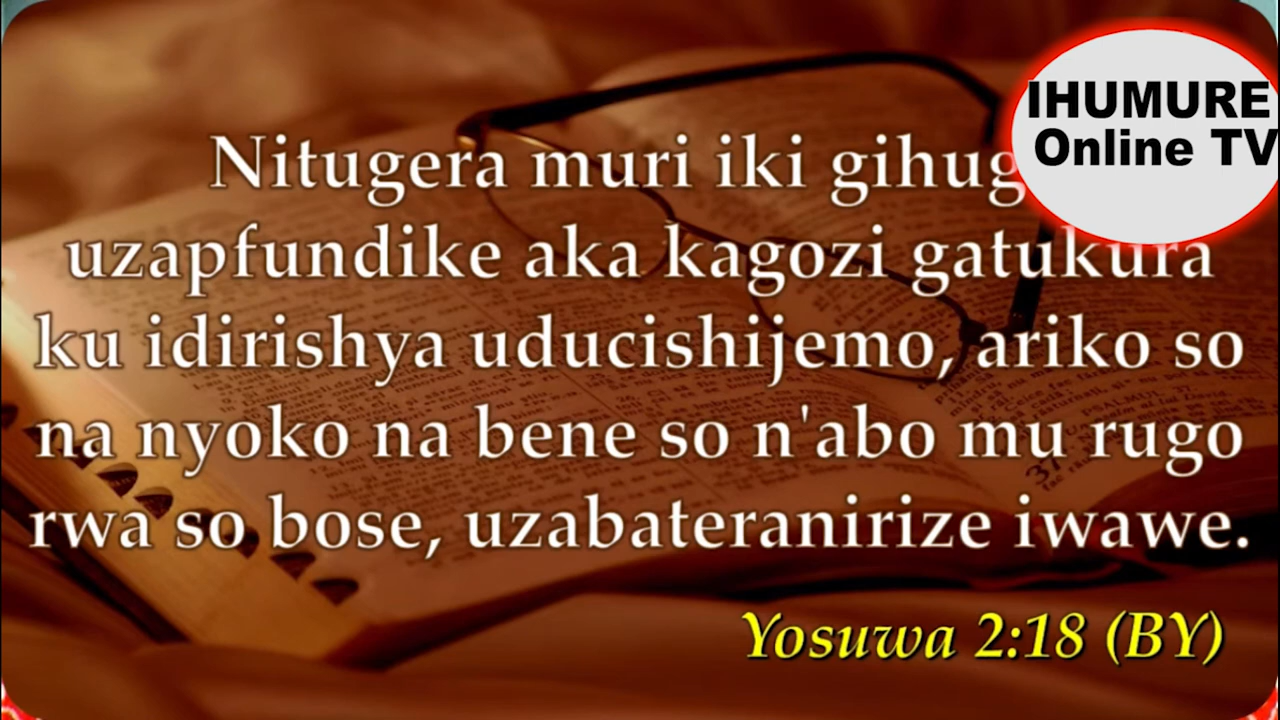 IHUMURE
Online TV
Nitugera muri iki
uzapfundike aka kagozi gatukura
ku idirishya uducishijemo, ariko so
na nyoko na bene so n'abo mu rugo
rwa so bose, uzabateranirize iwawe.
Yosuwa 2:18 (BY)